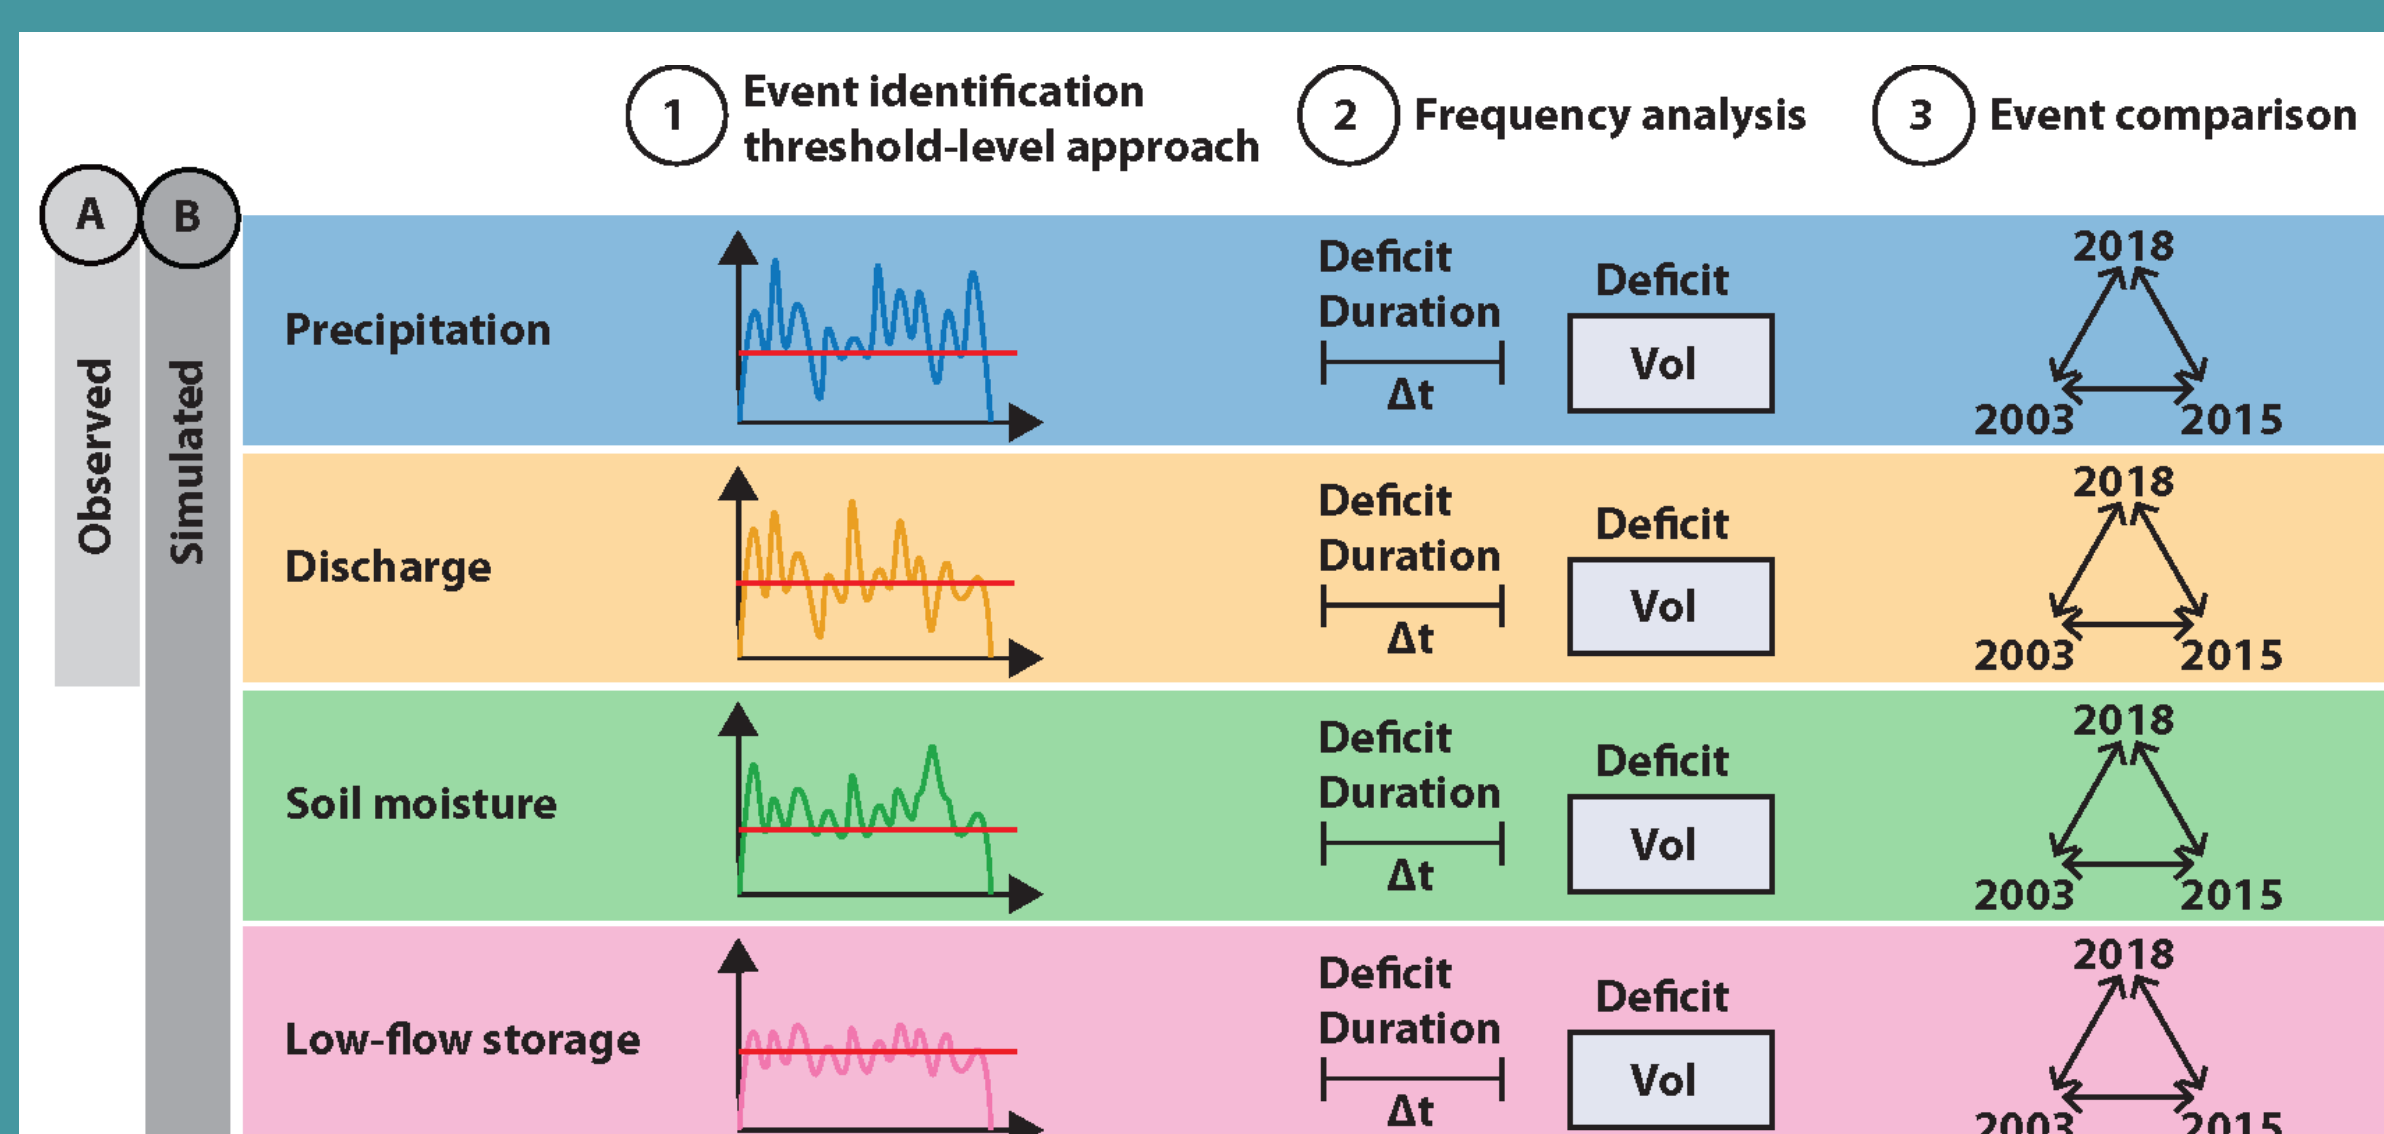 1
Event identification
threshold-level approach
2
Frequency analysis
3
Event comparison
A
B
Observed
Simulated
Precipitation
Deficit
Duration
Δt
Deficit
Vol
2018
2003
2015
Discharge
Deficit
Duration
Δt
Deficit
Vol
2018
2003
2015
Soil moisture
Deficit
Duration
Δt
Deficit
Vol
2018
2003
2015
Low-flow storage
Deficit
Duration
Δt
Deficit
Vol
2018
2003
2015